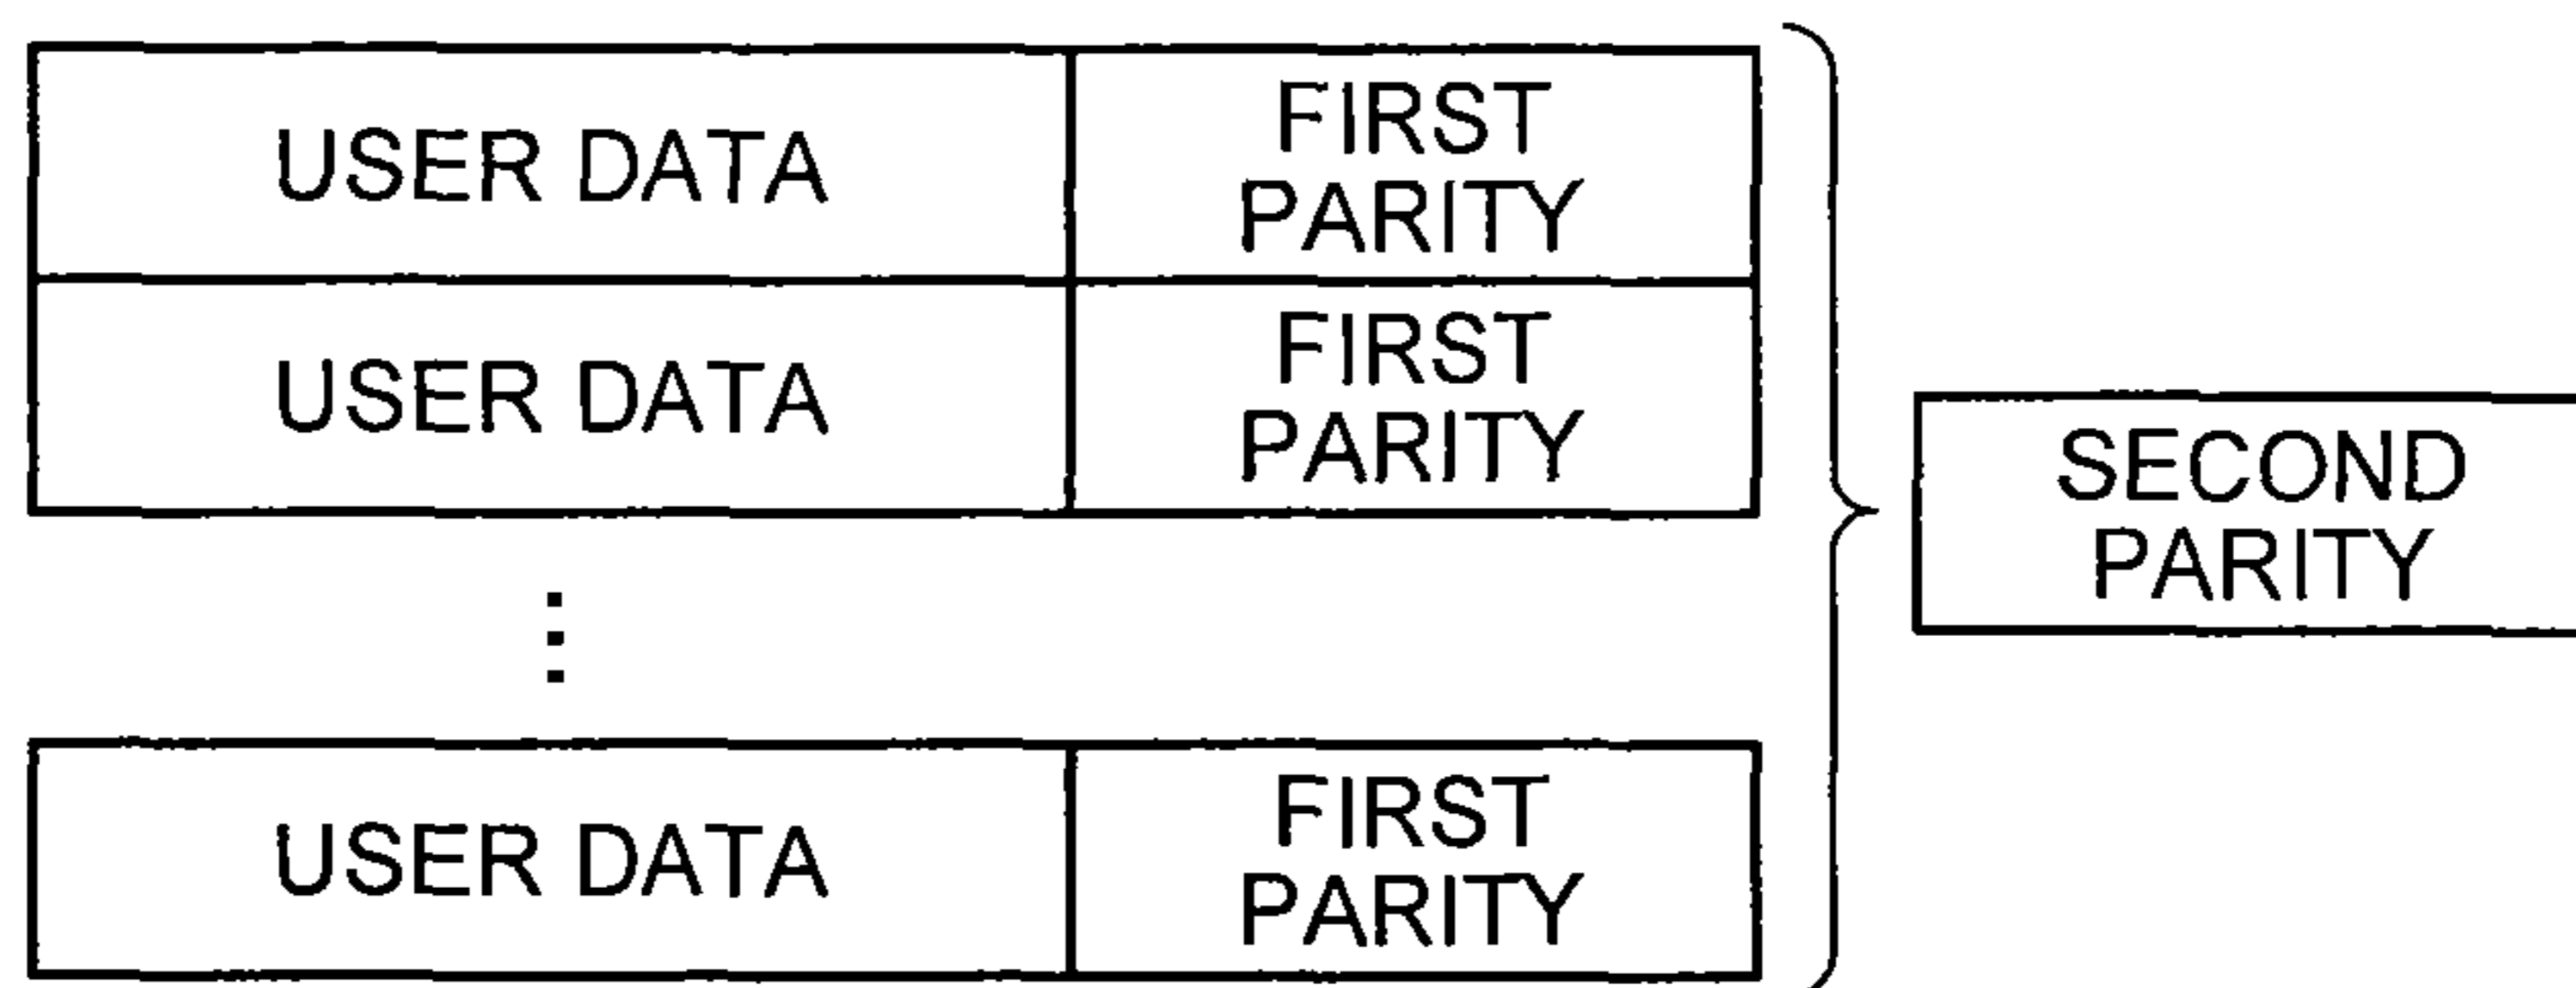 USER DATA
FIRST
PARITY
USER DATA
FIRST
PARITY
SECOND
PARITY
USER DATA
FIRST
PARITY